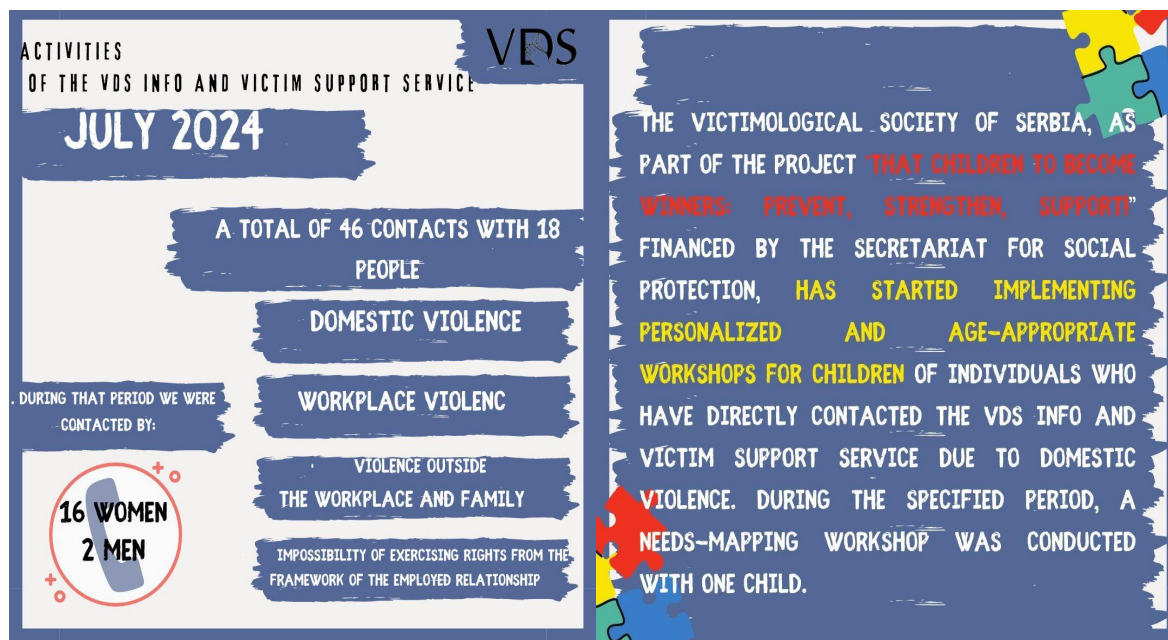 ACTIVITIES
OF THE VDS INFO AND VICTIM SUPPORT SERVICE
VDS
JULY 2024
A TOTAL OF 46 CONTACTS WITH 18
PEOPLE
DOMESTIC VIOLENCE
WORKPLACE VIOLENC
. DURING THAT PERIOD WE WERE
CONTACTED BY:
16 WOMEN
2 MEN
VIOLENCE OUTSIDE
THE WORKPLACE AND FAMILY
IMPOSSIBILITY OF EXERCISING RIGHTS FROM THE
FRAMEWORK OF THE EMPLOYED RELATIONSHIP
THE VICTIMOLOGICAL SOCIETY OF SERBIA, AS
PART OF THE PROJECT "THAT CHILDREN TO BECOME
WINNERS: PREVENT, STRENGTHEN, SUPPORT!”
FINANCED BY THE SECRETARIAT FOR SOCIAL
PROTECTION, HAS STARTED IMPLEMENTING
PERSONALIZED AND AGE-APPROPRIATE
WORKSHOPS FOR CHILDREN OF INDIVIDUALS WHO
HAVE DIRECTLY CONTACTED THE VDS INFO AND
VICTIM SUPPORT SERVICE DUE TO DOMESTIC
VIOLENCE. DURING THE SPECIFIED PERIOD, A
NEEDS-MAPPING WORKSHOP WAS CONDUCTED
WITH ONE CHILD.